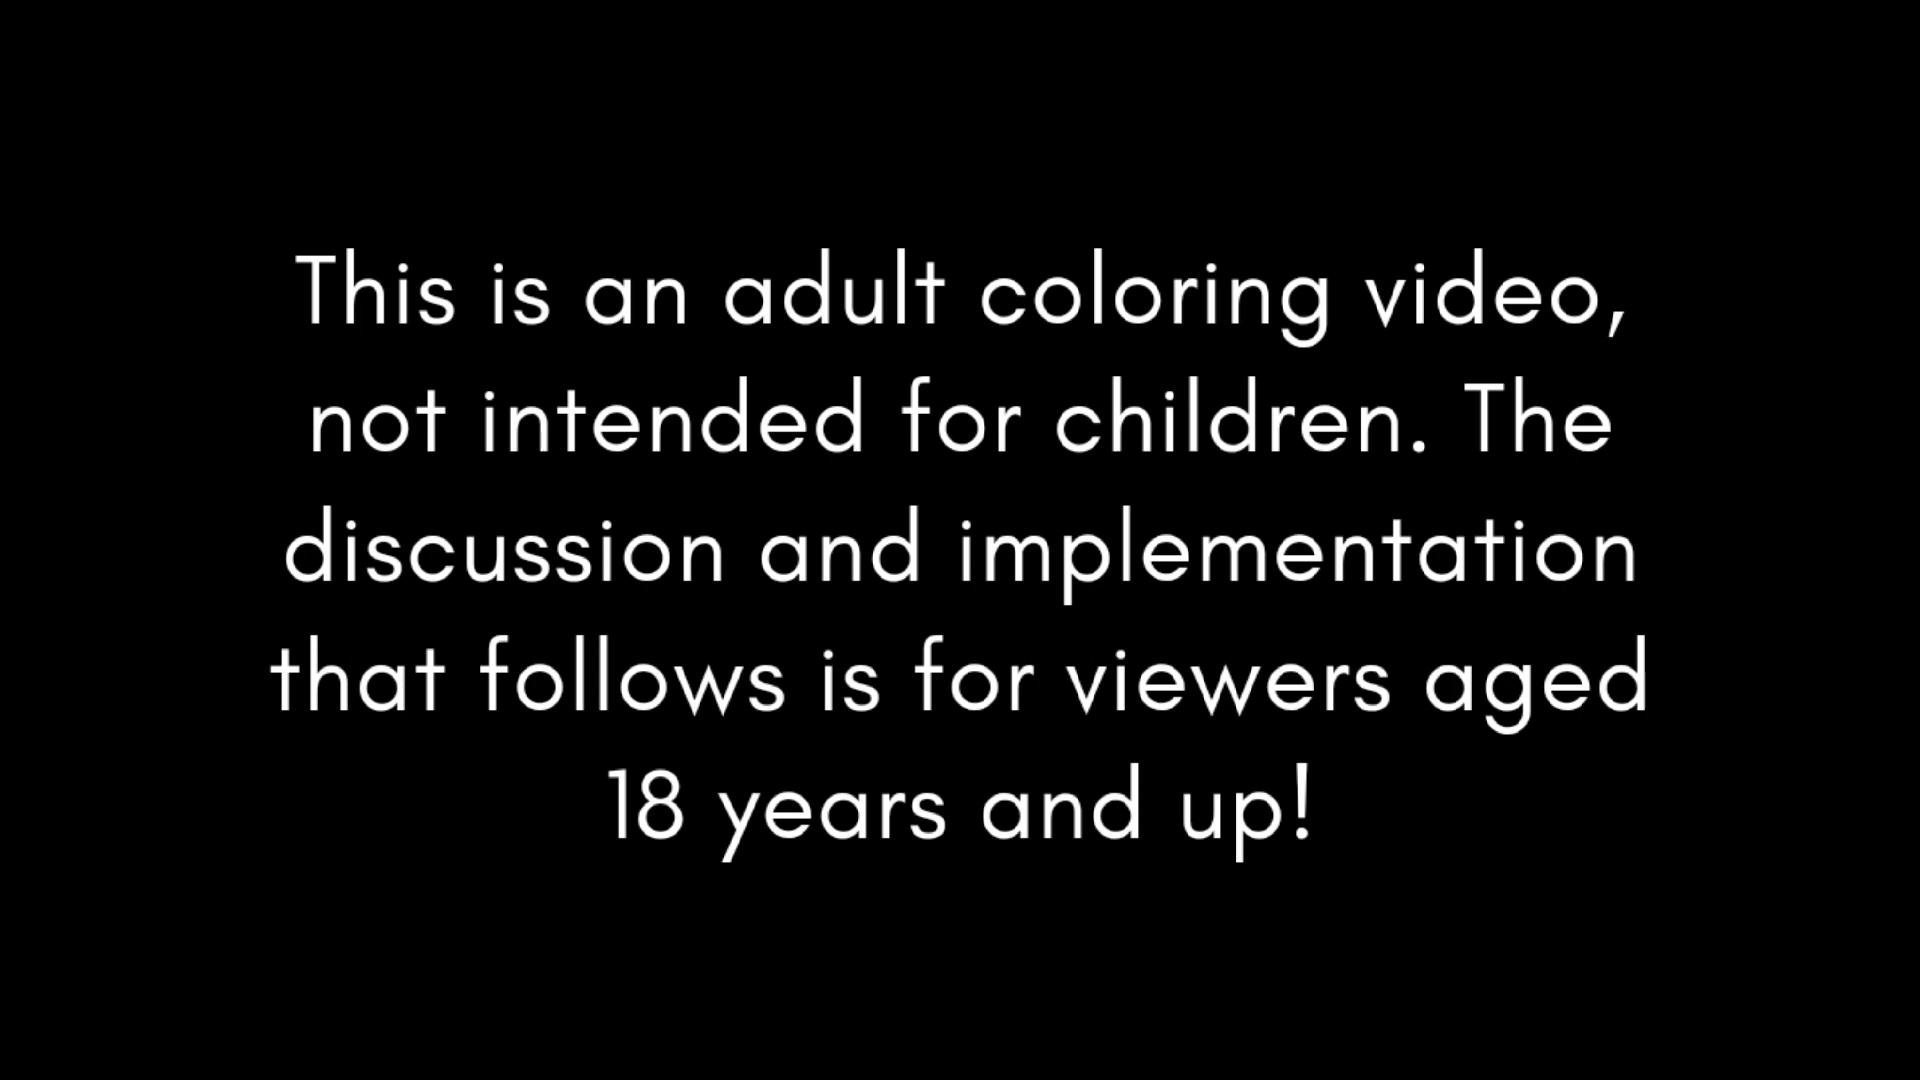 This is an adult coloring video,
not intended for children. The
discussion and implementation
that follows is for viewers aged
18 years and up!